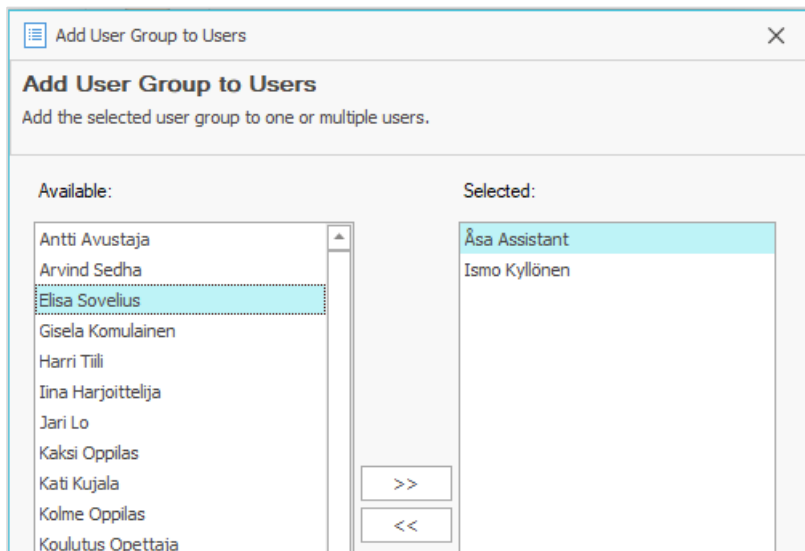 Add User Group to Users
Add User Group to Users
Add the selected user group to one or multiple users.
Available:
Selected:
Antti Avustaja
Arvind Sedha
Elisa Sovelius
Gisela Komulainen
Harri Tiili
Iina Harjoittelija
Jari Lo
Kaksi Oppilas
Kati Kujala
Kolme Oppilas
Koulutus Opettaja
>>
<<
Åsa Assistant
Ismo Kyllönen